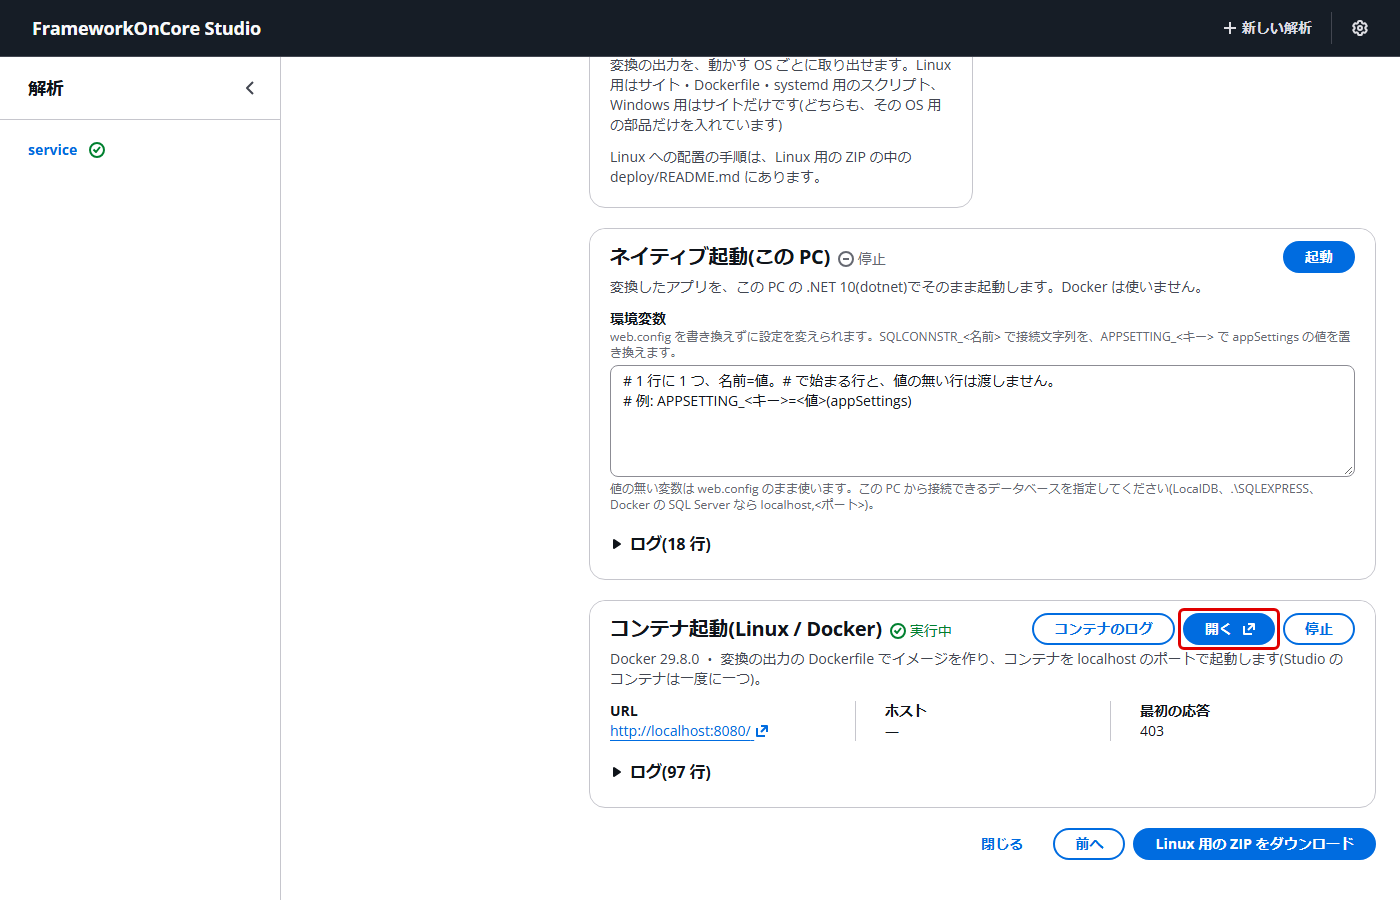 FrameworkOnCore Studio
新しい解析
解析
service
変換の出力を、動かす OS ごとに取り出せます。Linux
用はサイト・Dockerfile・systemd 用のスクリプト、
Windows 用はサイトだけです(どちらも、その OS 用
の部品だけを入れています)
Linux への配置の手順は、Linux 用の ZIP の中の
deploy/README.md にあります。
ネイティブ起動(この PC) 停止
起動
変換したアプリを、この PC の .NET 10(dotnet)でそのまま起動します。Docker は使いません。
環境変数
web.config を書き換えずに設定を変えられます。SQLCONNSTR_<名前> で接続文字列を、APPSETTING_<キー> で appSettings の値を置
き換えます。
# 1 行に 1 つ、名前=値。# で始まる行と、値の無い行は渡しません。
# 例: APPSETTING_<キー>=<値>(appSettings)
値の無い変数は web.config のまま使います。この PC から接続できるデータベースを指定してください(LocalDB、.\SQLEXPRESS、
Docker の SQL Server なら localhost,<ポート>)。
ログ(18 行)
コンテナ起動(Linux / Docker) 実行中
コンテナのログ
開く
停止
Docker 29.8.0 ・ 変換の出力の Dockerfile でイメージを作り、コンテナを localhost のポートで起動します(Studio の
コンテナは一度に一つ)。
URL
http://localhost:8080/
ホスト
—
最初の応答
403
ログ(97 行)
閉じる
前へ
Linux 用の ZIP をダウンロード